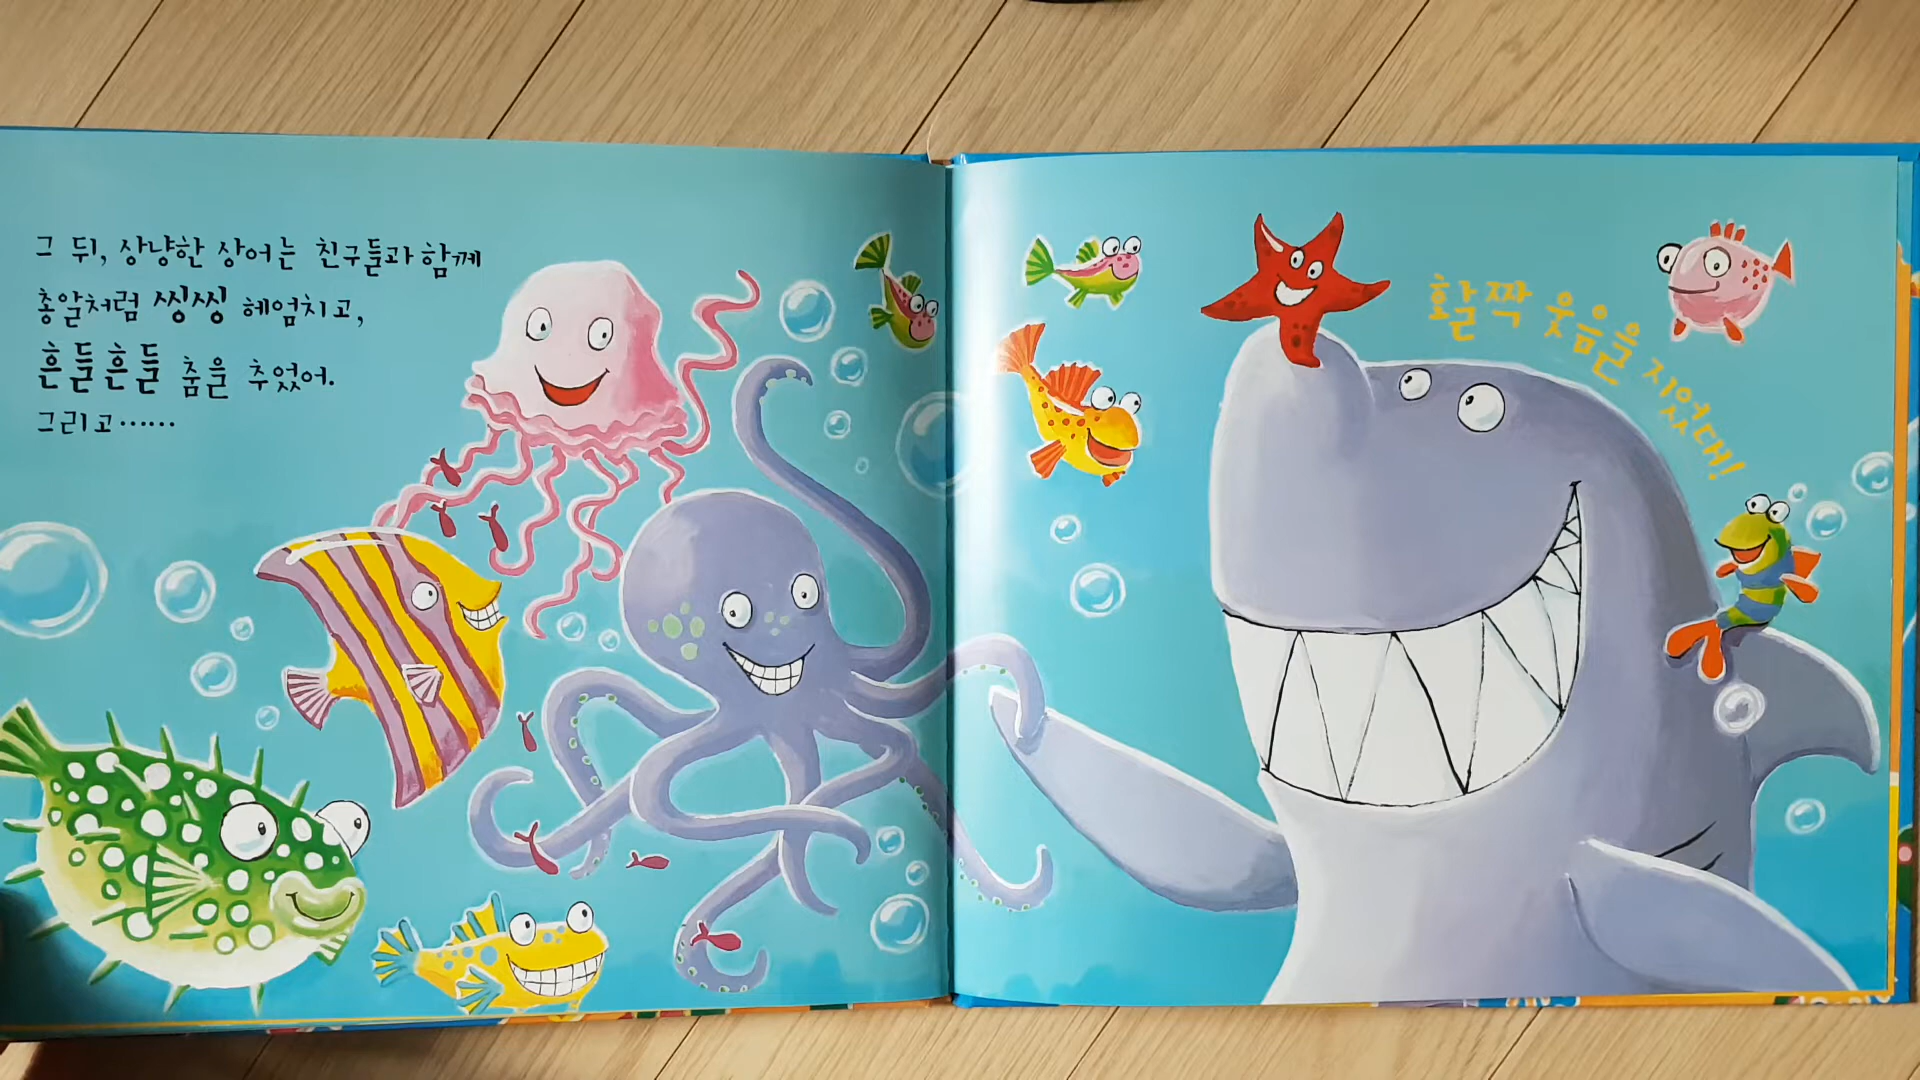 그 뒤, 상냥한 상어는 친구들과 함께
총알처럼 씽씽 헤엄치고,
흔들흔들 춤을 추었어.
그리고……
활짝 웃음을 지었대!